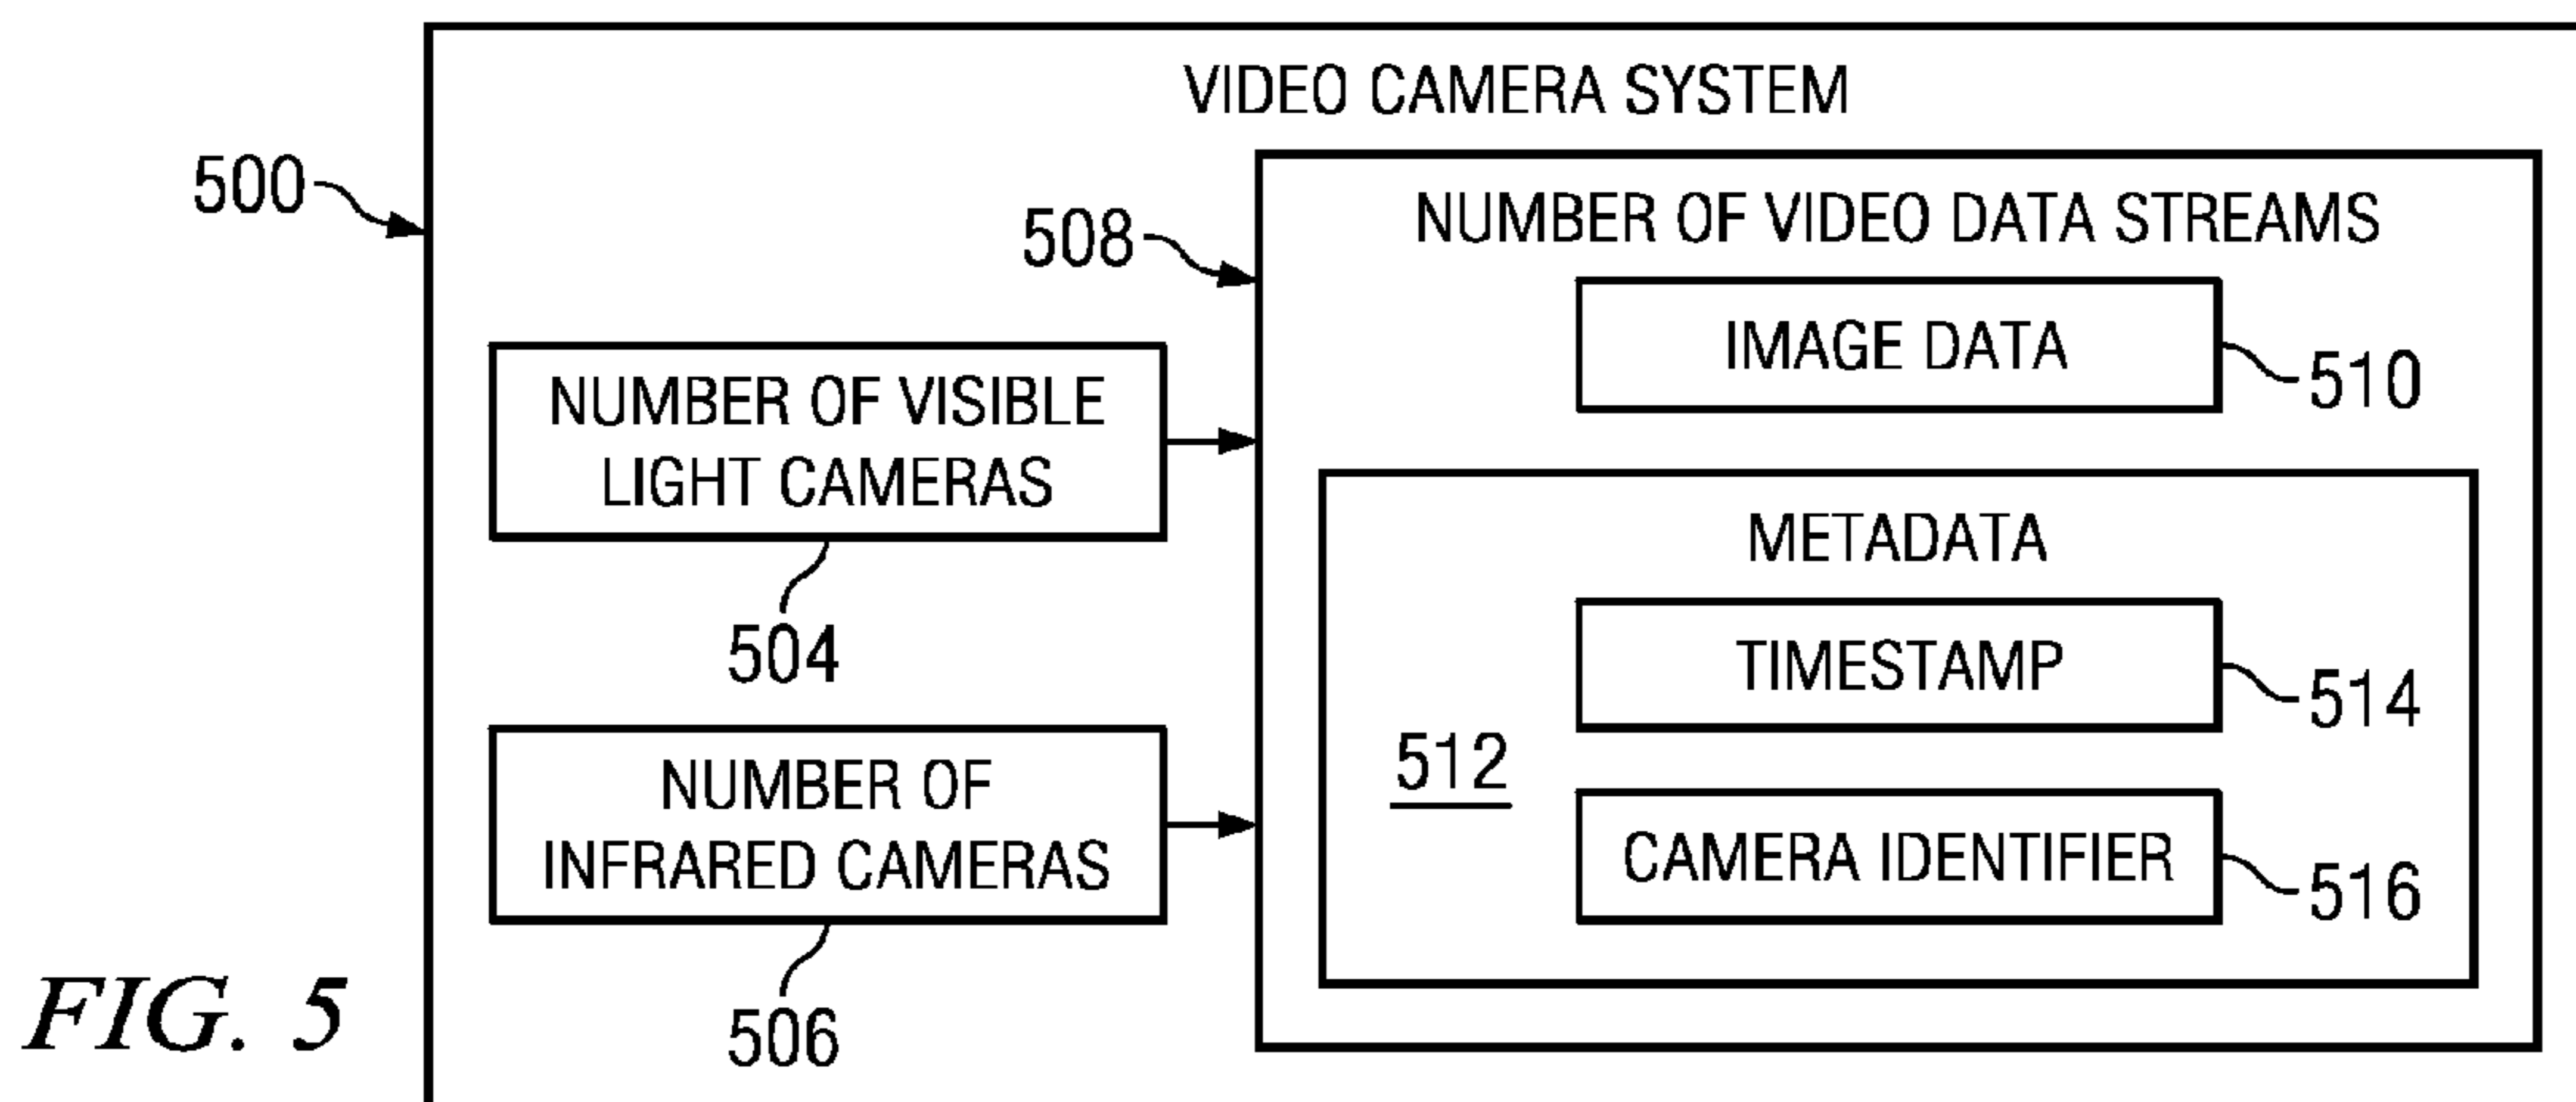 VIDEO CAMERA SYSTEM
500
508
NUMBER OF VIDEO DATA STREAMS
IMAGE DATA
510
NUMBER OF VISIBLE
LIGHT CAMERAS
504
METADATA
TIMESTAMP
514
512
NUMBER OF
INFRARED CAMERAS
506
CAMERA IDENTIFIER
516
FIG. 5